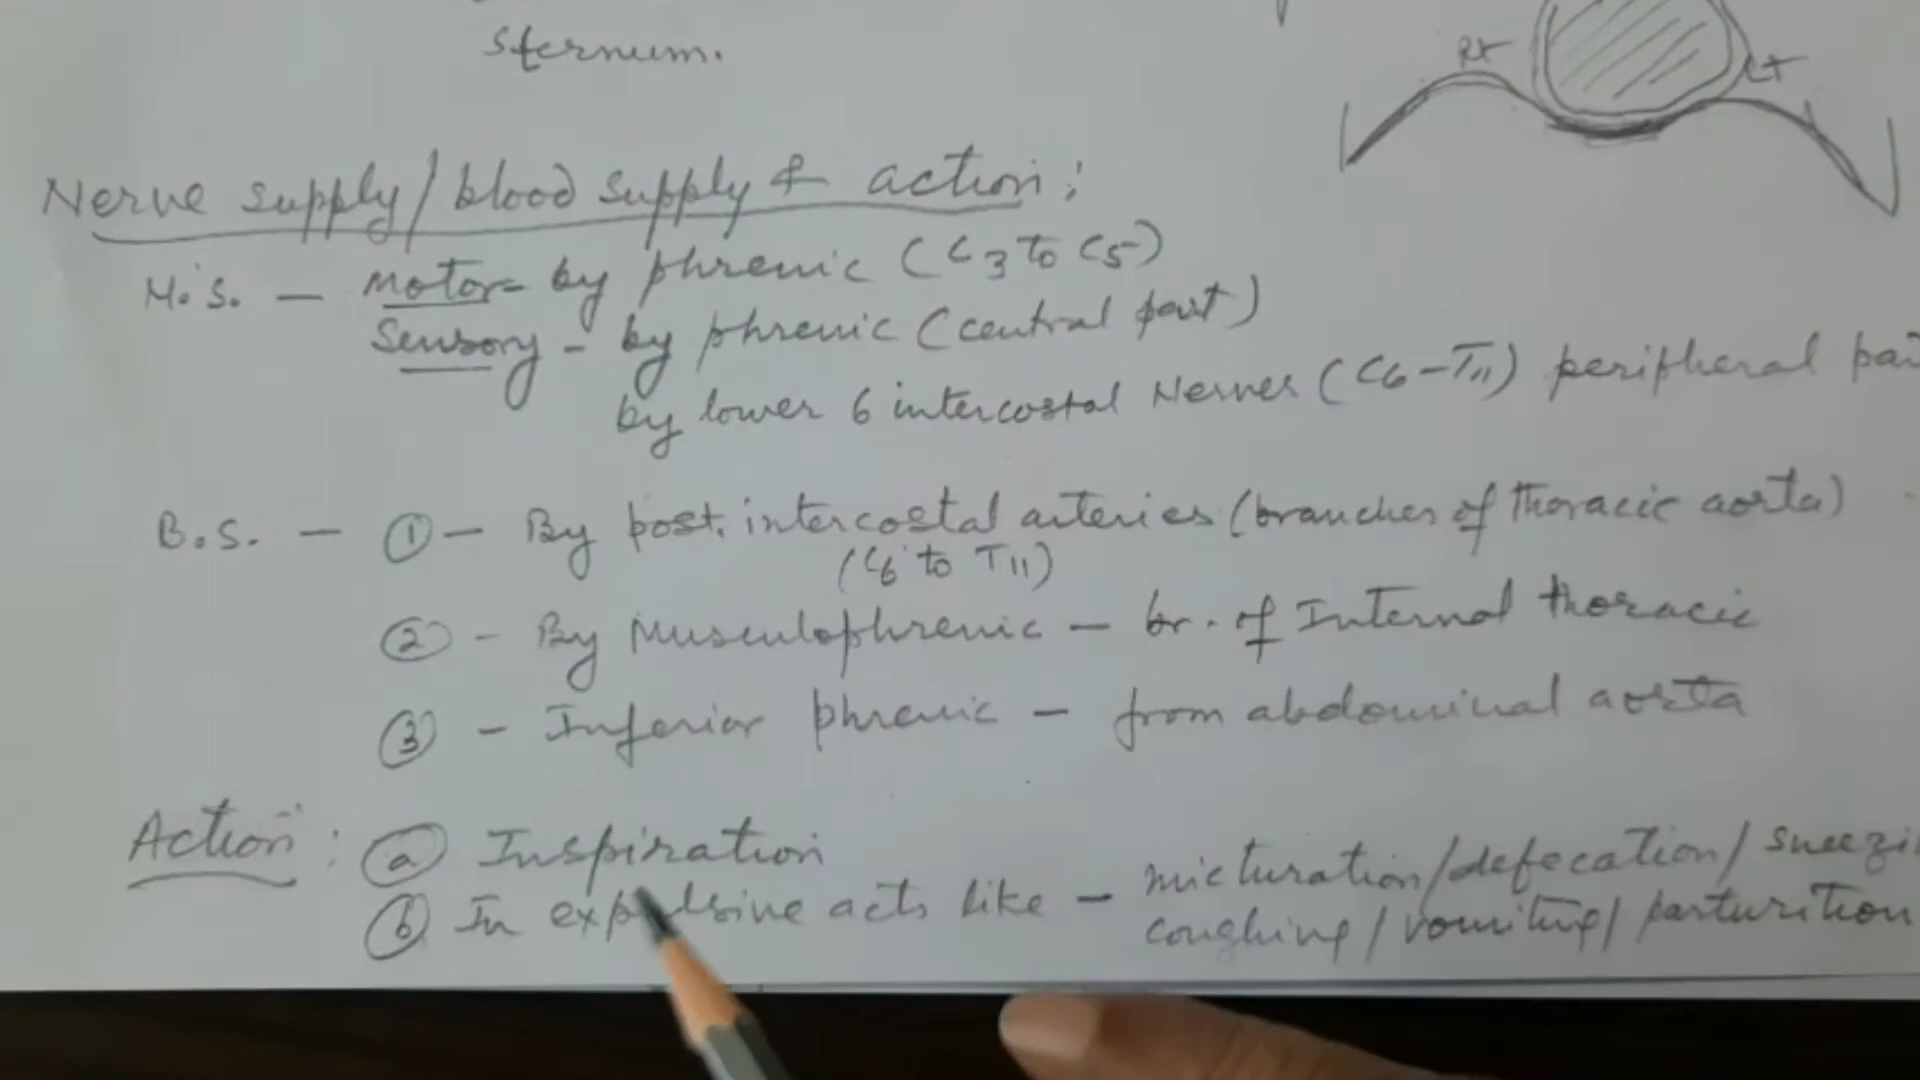 sternum.
Rt
Lt
Nerve supply/blood supply & action:
N.S. — Motor - by phrenic (C3 to C5)
Sensory - by phrenic (central part)
by lower 6 intercostal Nerves (C6-T11) peripheral pa
B.S. — ① — By post. intercostal arteries (branches of thoracic aorta)
(C6 to T11)
② - By Musculophrenic — br. of Internal thoracic
③ - Inferior phrenic — from abdominal aorta
Action: ⓐ Inspiration
ⓑ In expulsive acts like — micturation/defecation/sneezi
coughing/vomiting/parturition